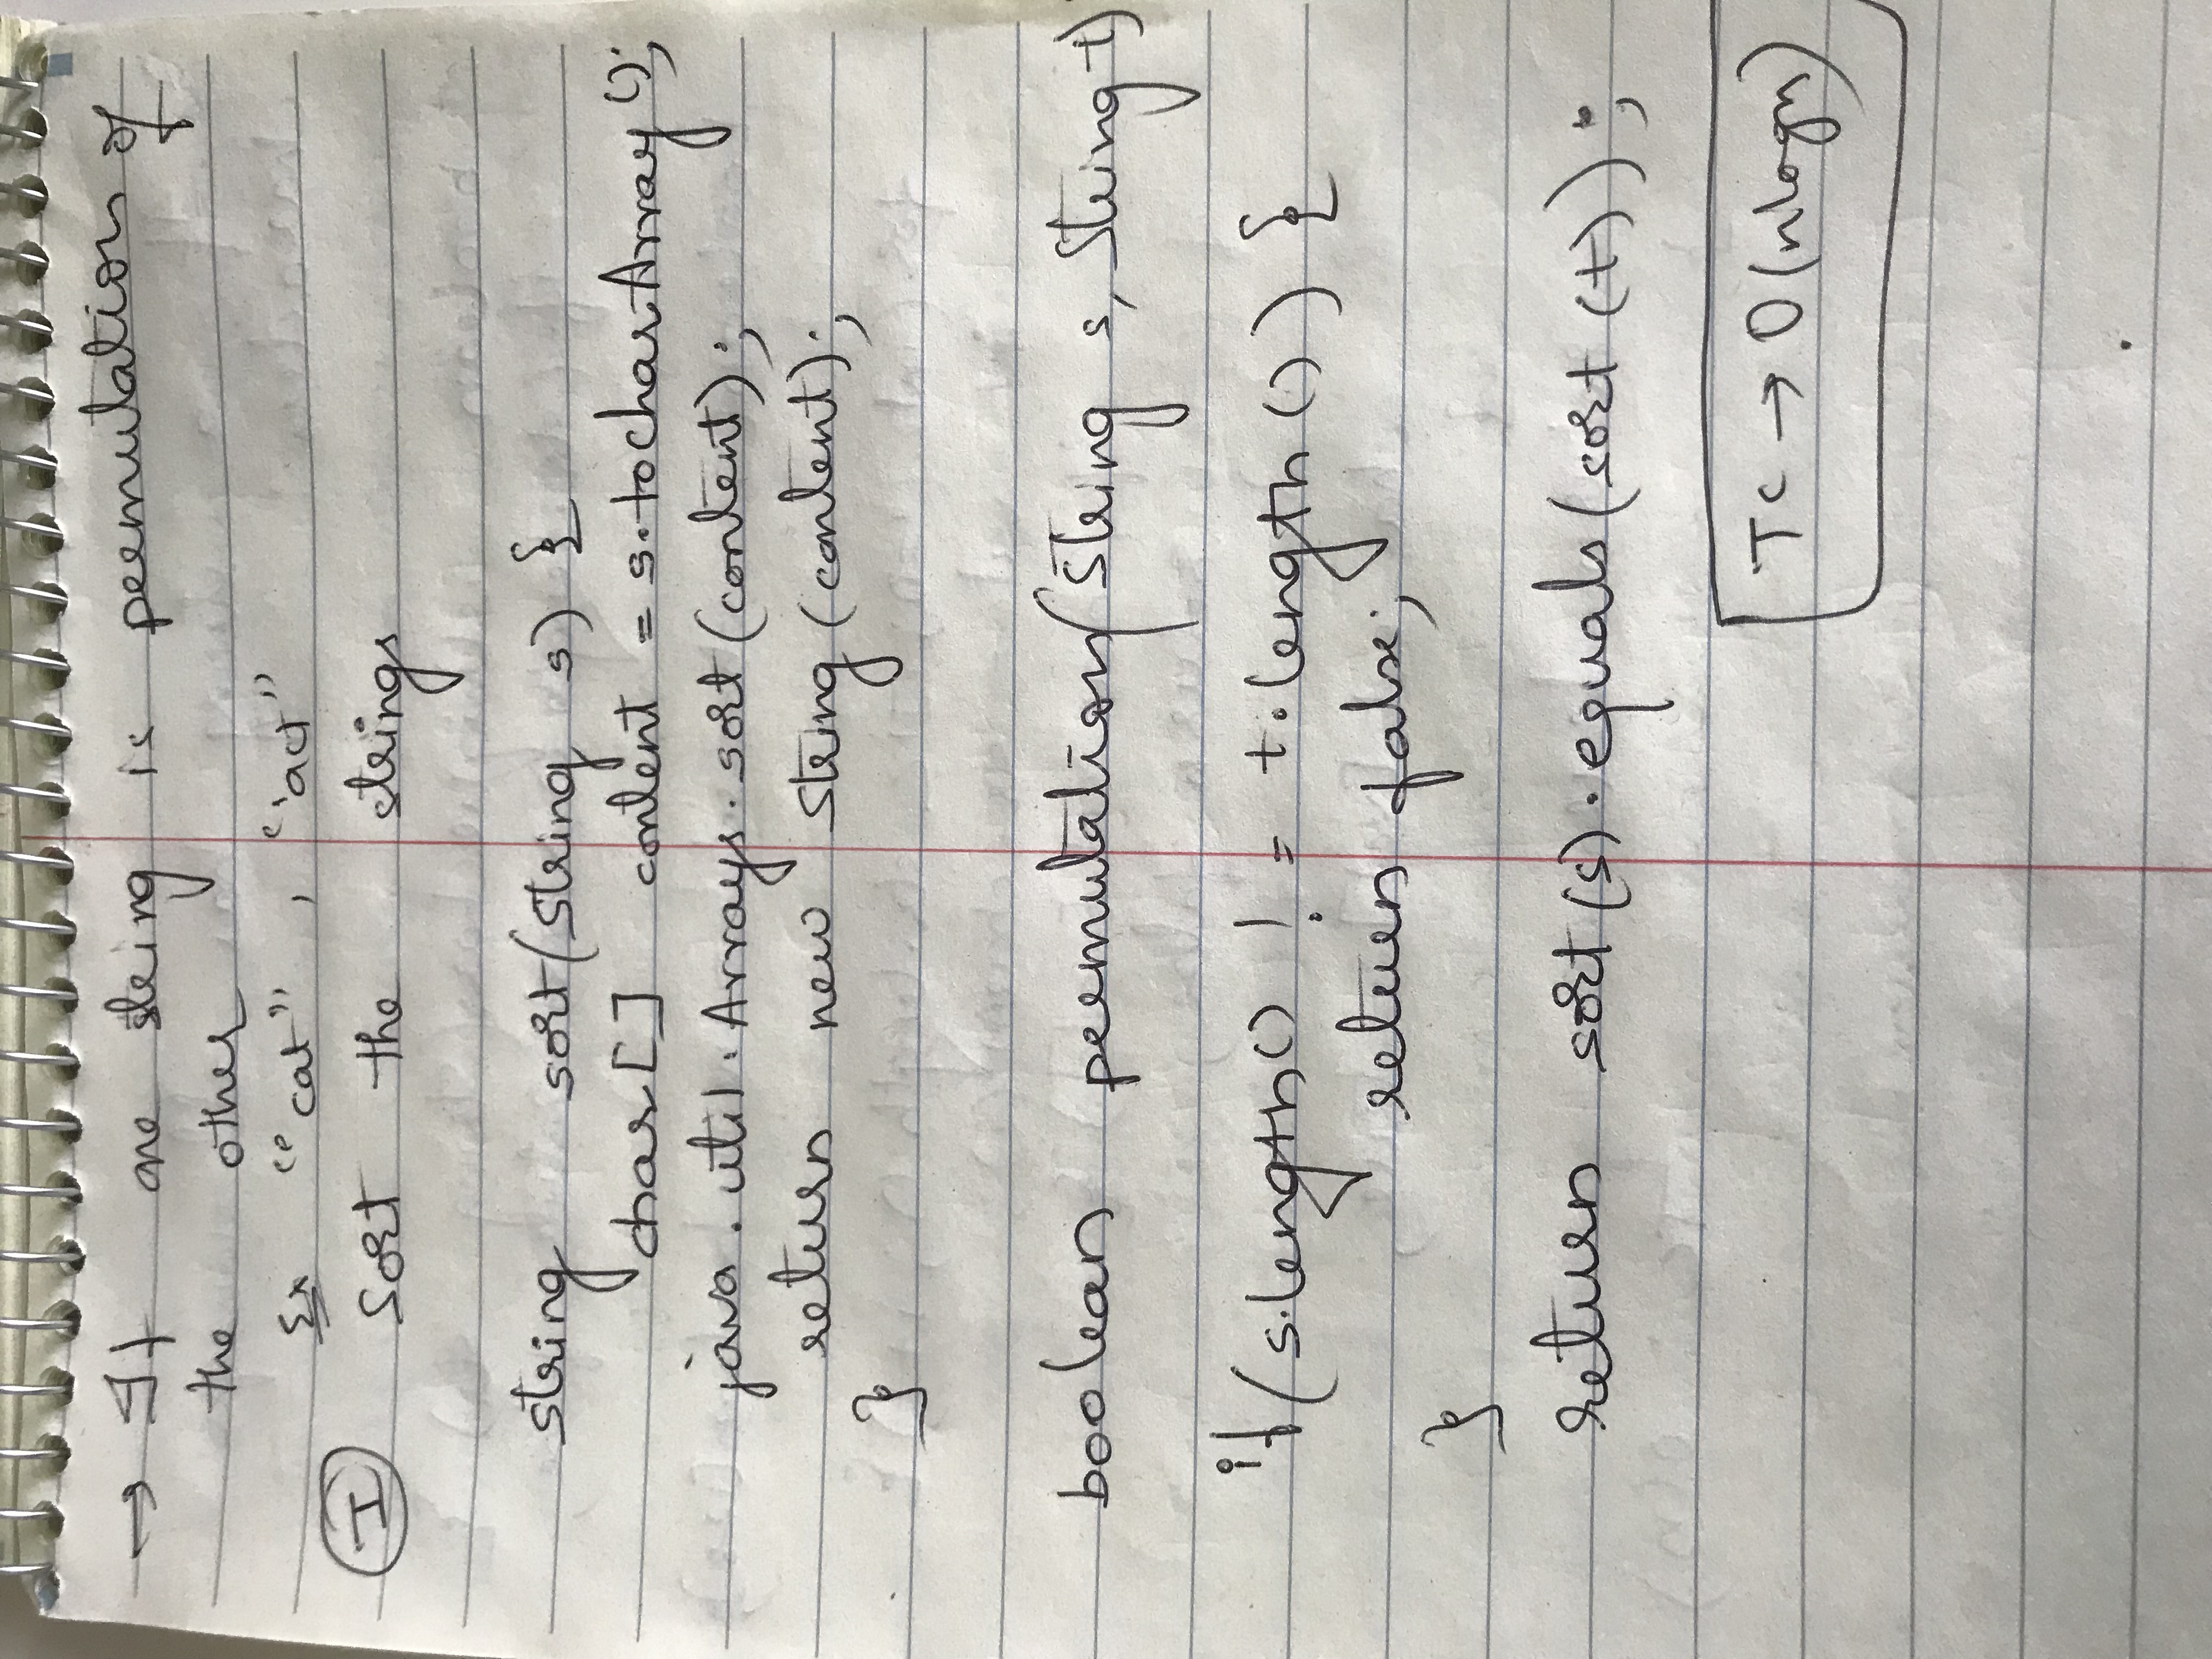 → If one string is permutation of
the other
Ex "cat" , "act"
I Sort the strings
string sort(String s) {
char[] content = s.toCharArray();
java.util.Arrays.sort(content);
return new String(content);
}
boolean permutation(String s, String t)
if(s.length() != t.length()) {
return false;
}
return sort(s).equals(sort(t));
TC → O(nlogn)